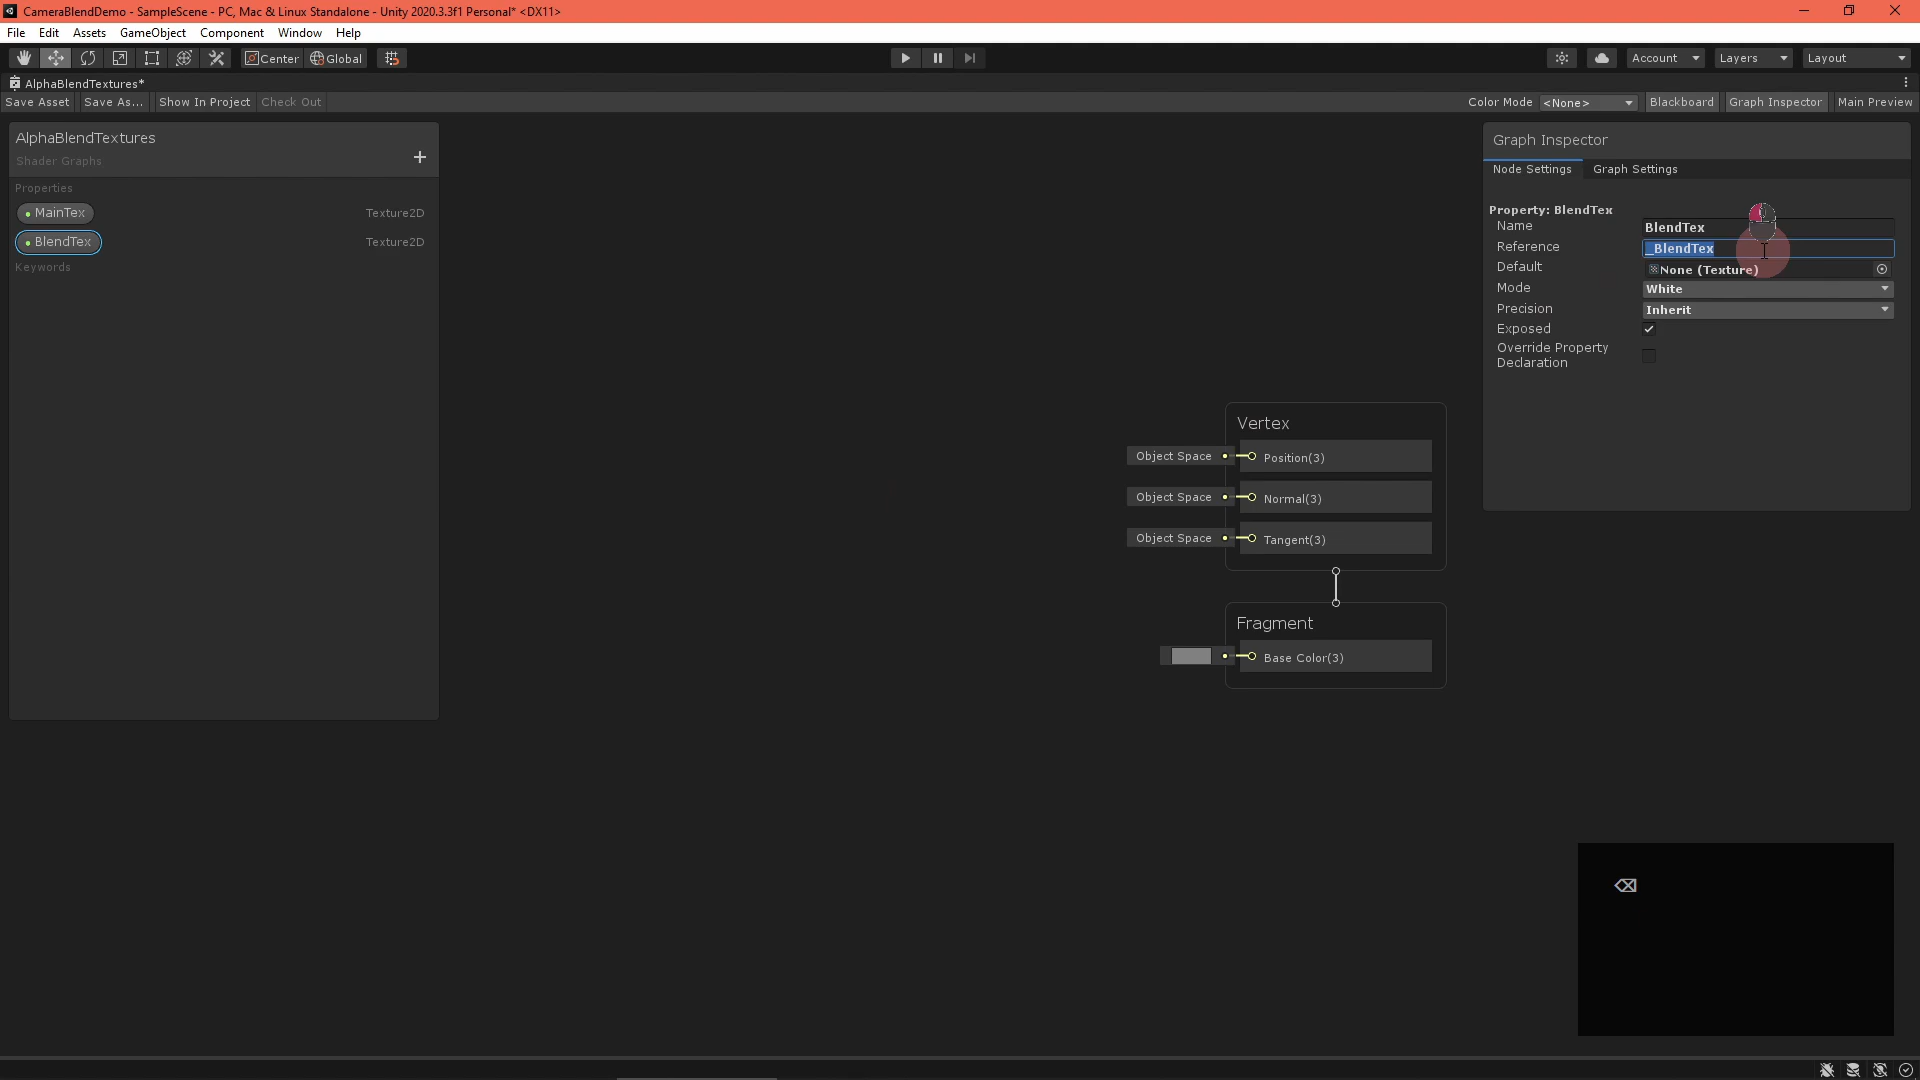 CameraBlendDemo - SampleScene - PC, Mac & Linux Standalone - Unity 2020.3.3f1 Personal* <DX11>
File Edit Assets GameObject Component Window Help
Center Global Account Layers Layout
AlphaBlendTextures*
Save Asset Save As... Show In Project Check Out Color Mode <None> Blackboard Graph Inspector Main Preview
AlphaBlendTextures
Shader Graphs
Properties
MainTex Texture2D
BlendTex Texture2D
Keywords
Vertex
Object Space Position(3)
Object Space Normal(3)
Object Space Tangent(3)
Fragment
Base Color(3)
Graph Inspector
Node Settings Graph Settings
Property: BlendTex
Name BlendTex
Reference _BlendTex
Default None (Texture)
Mode White
Precision Inherit
Exposed
Override Property
Declaration